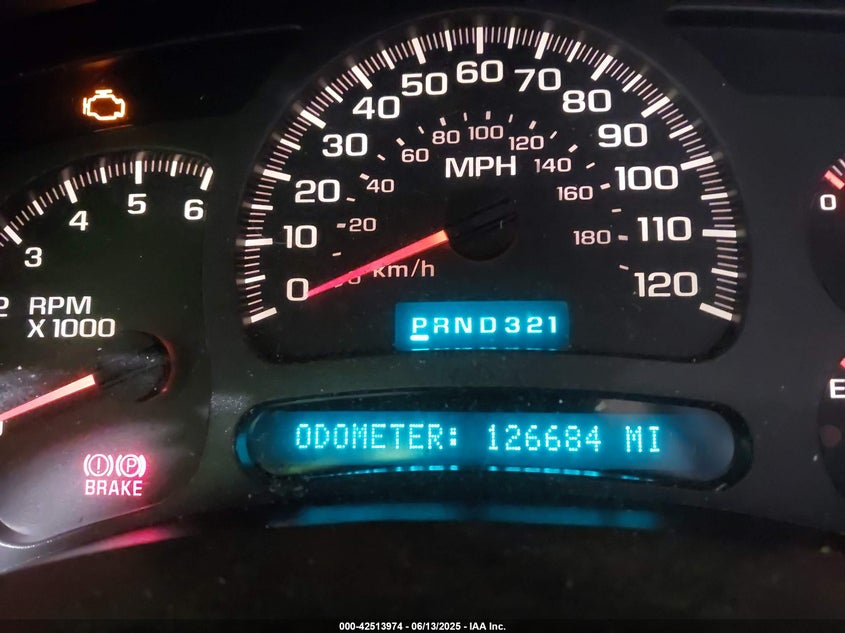 50 60 70
40 80
80 100 120
30 60 140 90
MPH
20 40 160 100
5
4 6
20
10 180 110
3
0 km/h 120
0
RPM
X 1000
PRND321
E
ODOMETER: 126684 MI
(!) (P)
BRAKE
000-42513974 - 06/13/2025 - IAA Inc.